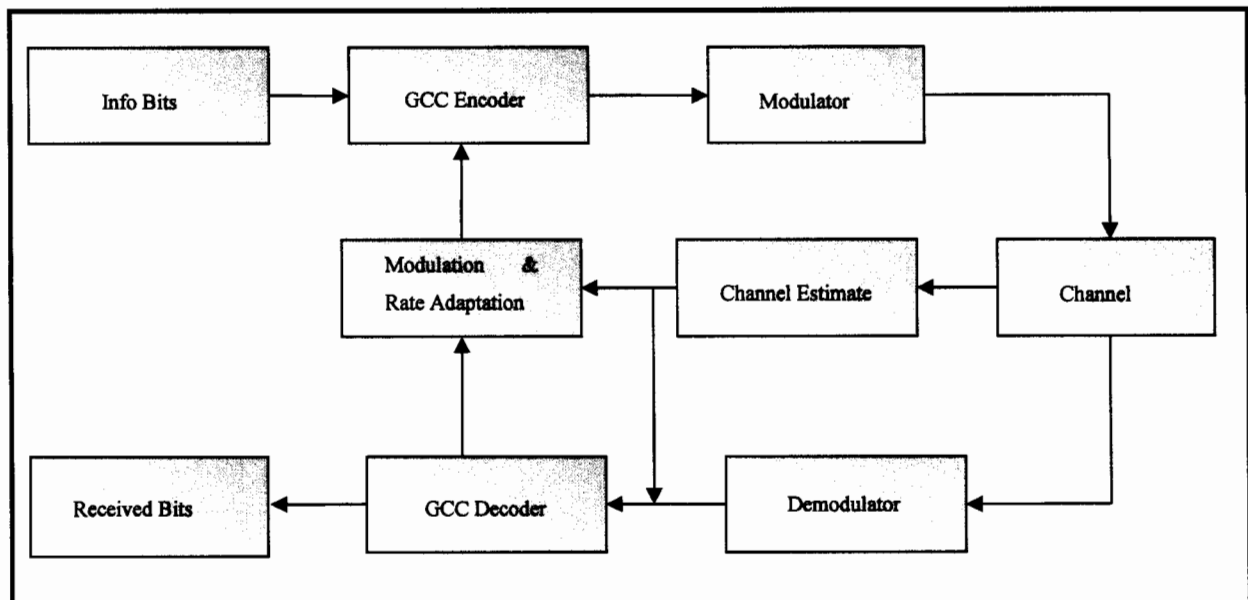 Info Bits
GCC Encoder
Modulator
Modulation &
Rate Adaptation
Channel Estimate
Channel
Received Bits
GCC Decoder
Demodulator